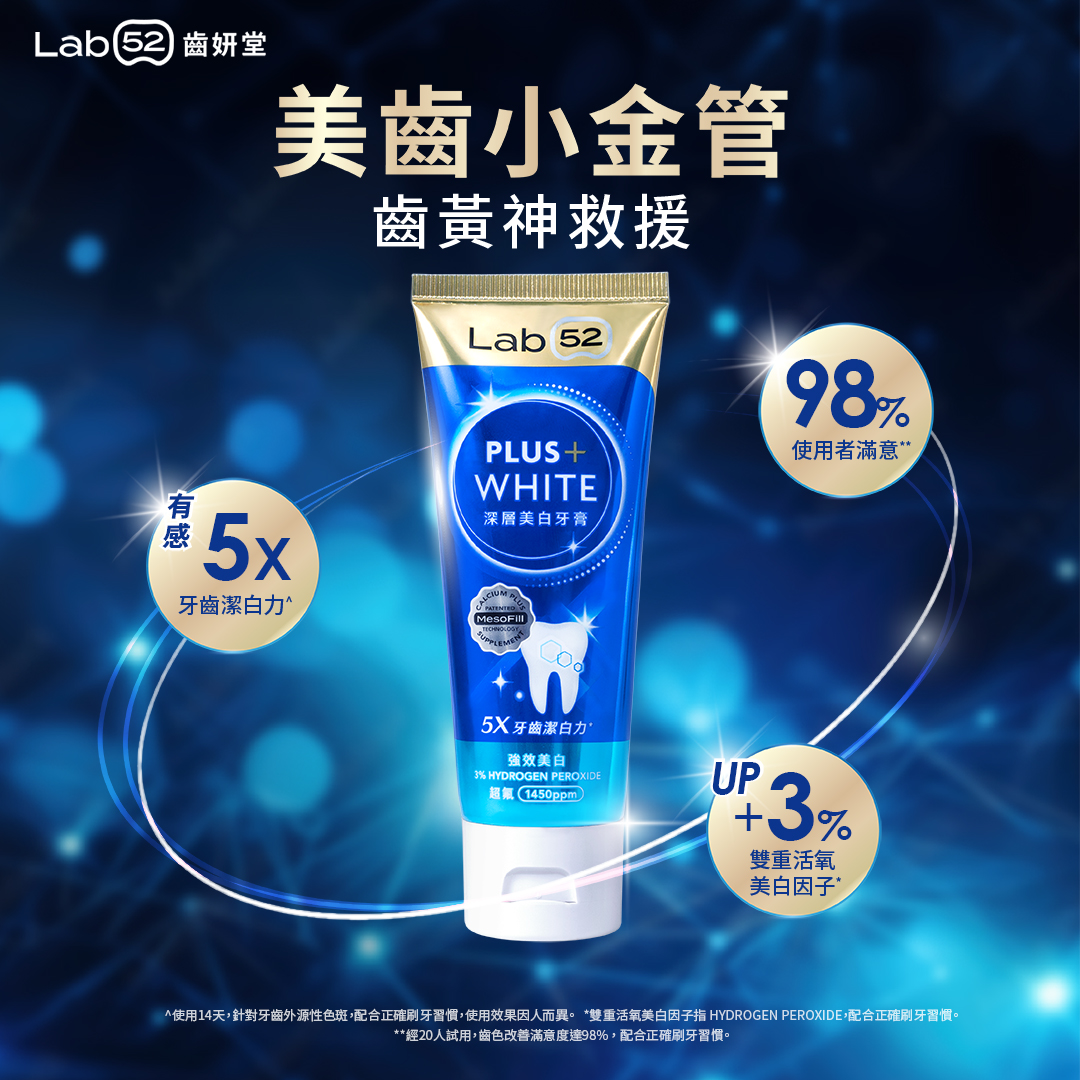 Lab 52 齒妍堂
美齒小金管
齒黃神救援
Lab 52
PLUS+
WHITE
深層美白牙膏
CALCIUM PLUS
PATENTED
MesoFill
TECHNOLOGY
SUPPLEMENT
5X 牙齒潔白力*
強效美白
3% HYDROGEN PEROXIDE
超氟 1450ppm
98%
使用者滿意**
有感
5X
牙齒潔白力^
UP
+3%
雙重活氧
美白因子*
^使用14天,針對牙齒外源性色斑,配合正確刷牙習慣,使用效果因人而異。 *雙重活氧美白因子指 HYDROGEN PEROXIDE,配合正確刷牙習慣。
**經20人試用,齒色改善滿意度達98%,配合正確刷牙習慣。